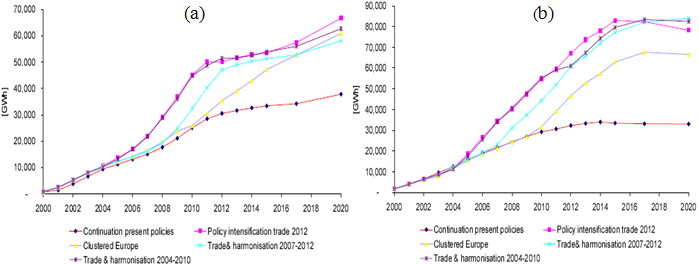 (a)
[GWh]
70,000
60,000
50,000
40,000
30,000
20,000
10,000
-
2000 2002 2004 2006 2008 2010 2012 2014 2016 2018 2020
Continuation present policies Policy intensification trade 2012
Clustered Europe Trade& harmonisation 2007-2012
Trade & harmonisation 2004-2010
(b)
[GWh]
90,000
80,000
70,000
60,000
50,000
40,000
30,000
20,000
10,000
-
2000 2002 2004 2006 2008 2010 2012 2014 2016 2018 2020
Continuation present policies Policy intensification trade 2012
Clustered Europe Trade& harmonisation 2007-2012
Trade & harmonisation 2004-2010